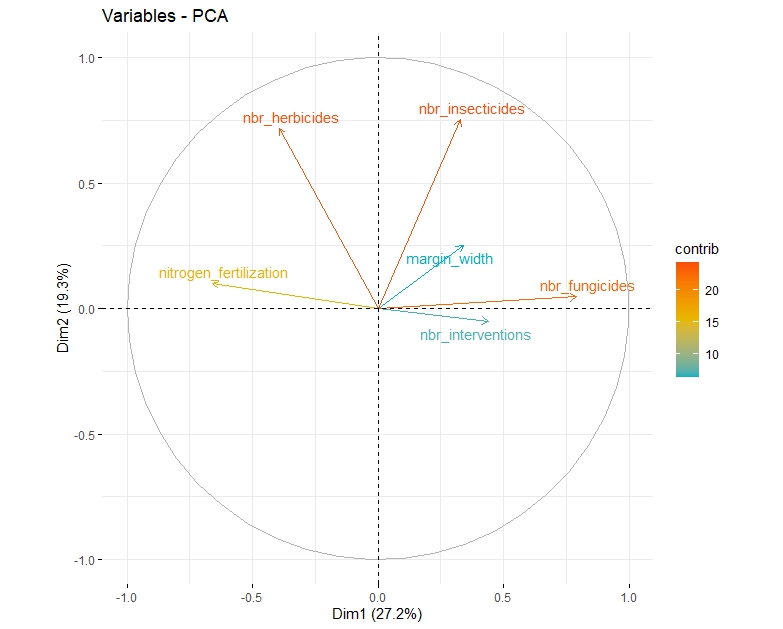 Variables - PCA
1.0
0.5
0.0
-0.5
-1.0
Dim2 (19.3%)
nbr_herbicides
nbr_insecticides
margin_width
nitrogen_fertilization
nbr_fungicides
nbr_interventions
-1.0
-0.5
0.0
0.5
1.0
Dim1 (27.2%)
contrib
20
15
10